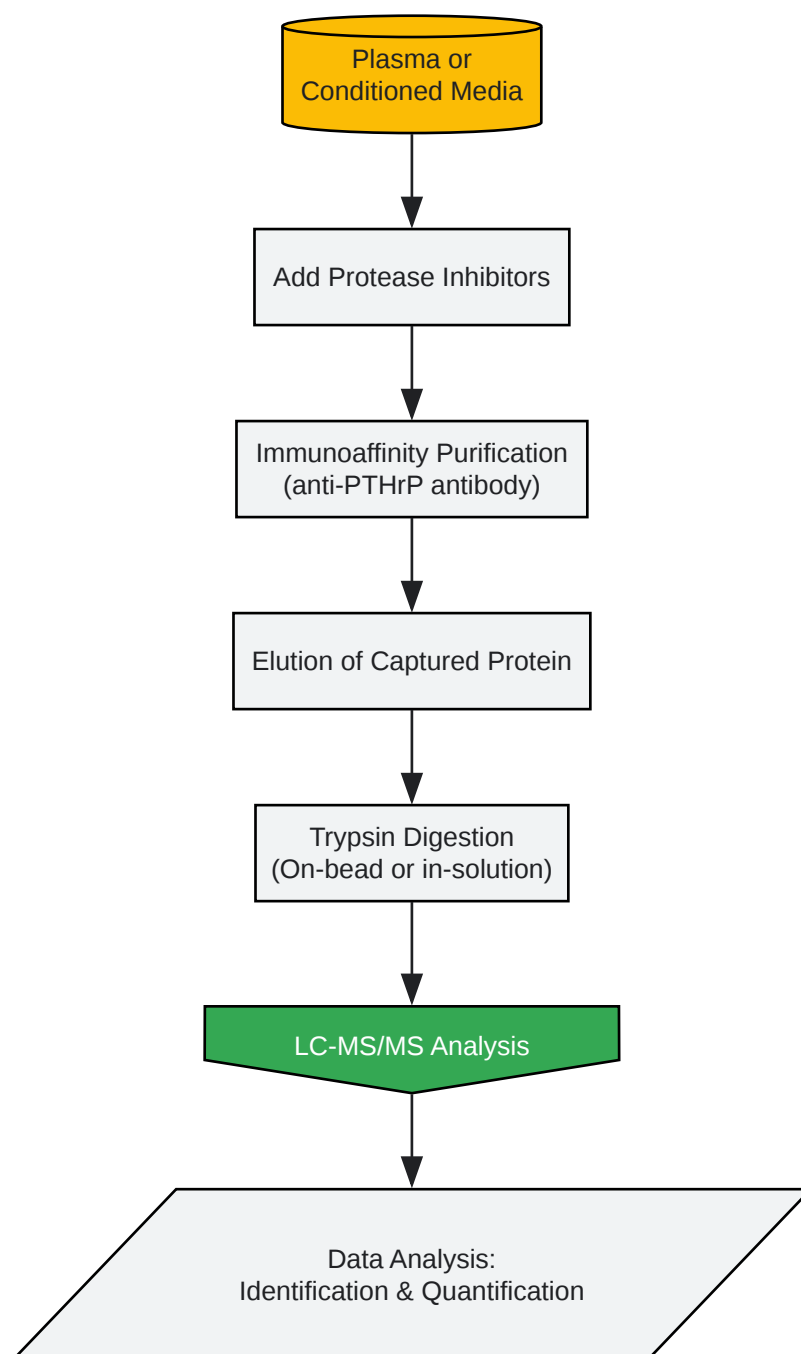 Plasma or
Conditioned Media
Add Protease Inhibitors
Immunoaffinity Purification
(anti-PTHrP antibody)
Elution of Captured Protein
Trypsin Digestion
(On-bead or in-solution)
LC-MS/MS Analysis
Data Analysis:
Identification & Quantification